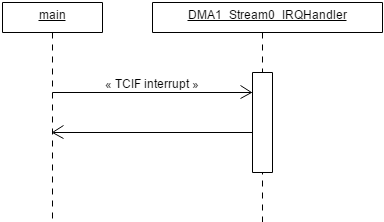 main
DMA1_Stream0_IRQHandler
« TCIF interrupt »